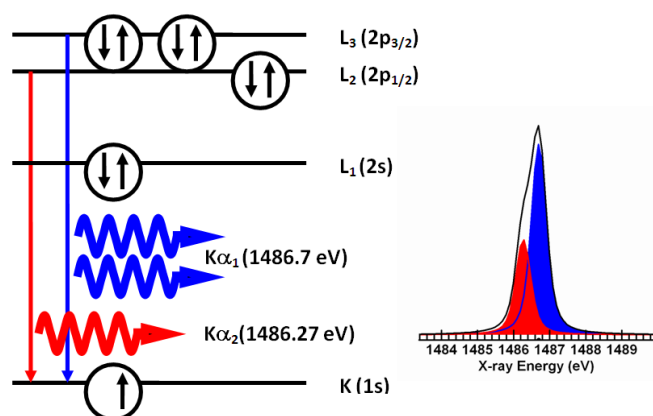 L₃ (2p₃/₂)
L₂ (2p₁/₂)
L₁ (2s)
Kα₁ (1486.7 eV)
Kα₂ (1486.27 eV)
K (1s)
1484 1485 1486 1487 1488 1489
X-ray Energy (eV)